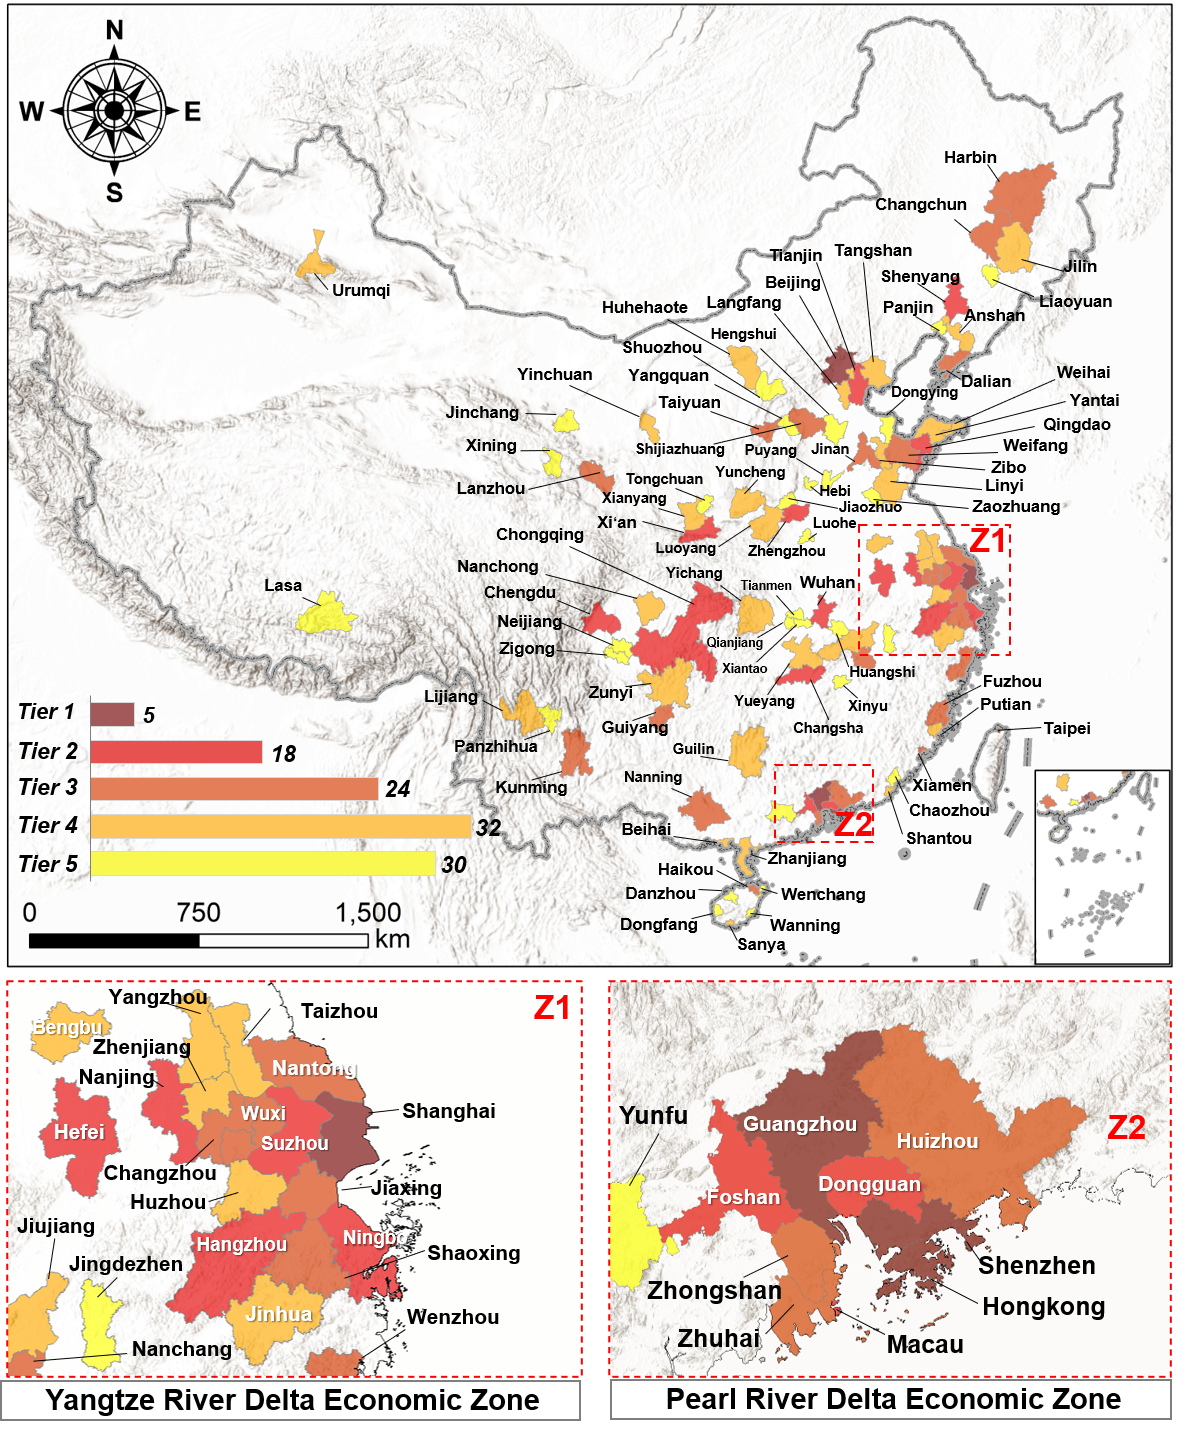 N
W
E
S
Harbin
Changchun
Jilin
Liaoyuan
Tianjin
Tangshan
Shenyang
Beijing
Panjin
Anshan
Urumqi
Huhehaote
Langfang
Hengshui
Shuozhou
Dalian
Weihai
Yinchuan
Yangquan
Dongying
Yantai
Jinchang
Taiyuan
Qingdao
Xining
Shijiazhuang
Puyang
Jinan
Weifang
Zibo
Lanzhou
Tongchuan
Yuncheng
Linyi
Xianyang
Hebi
Zaozhuang
Xi'an
Jiaozhuo
Luohe
Chongqing
Luoyang
Zhengzhou
Z1
Nanchong
Yichang
Tianmen
Wuhan
Lasa
Chengdu
Neijiang
Qianjiang
Zigong
Xiantao
Huangshi
Fuzhou
Lijiang
Zunyi
Yueyang
Xinyu
Putian
Guiyang
Changsha
Taipei
Panzhihua
Guilin
Kunming
Nanning
Xiamen
Chaozhou
Z2
Beihai
Shantou
Zhanjiang
Haikou
Danzhou
Wenchang
Dongfang
Wanning
Sanya
Tier 1
5
Tier 2
18
Tier 3
24
Tier 4
32
Tier 5
30
0
750
1,500
km
Yangzhou
Taizhou
Z1
Bengbu
Zhenjiang
Nanjing
Nantong
Wuxi
Shanghai
Hefei
Suzhou
Changzhou
Huzhou
Jiaxing
Jiujiang
Hangzhou
Ningbo
Jingdezhen
Shaoxing
Jinhua
Wenzhou
Nanchang
Yangtze River Delta Economic Zone
Yunfu
Guangzhou
Z2
Huizhou
Foshan
Dongguan
Zhongshan
Shenzhen
Hongkong
Zhuhai
Macau
Pearl River Delta Economic Zone